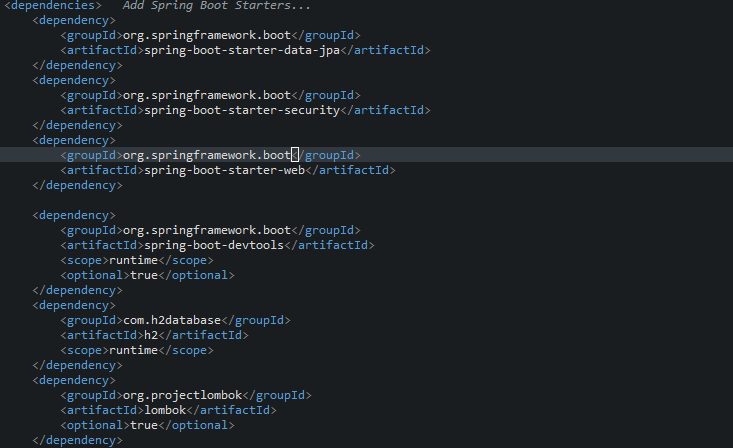 <dependencies>   Add Spring Boot Starters...
    <dependency>
        <groupId>org.springframework.boot</groupId>
        <artifactId>spring-boot-starter-data-jpa</artifactId>
    </dependency>
    <dependency>
        <groupId>org.springframework.boot</groupId>
        <artifactId>spring-boot-starter-security</artifactId>
    </dependency>
    <dependency>
        <groupId>org.springframework.boot</groupId>
        <artifactId>spring-boot-starter-web</artifactId>
    </dependency>

    <dependency>
        <groupId>org.springframework.boot</groupId>
        <artifactId>spring-boot-devtools</artifactId>
        <scope>runtime</scope>
        <optional>true</optional>
    </dependency>
    <dependency>
        <groupId>com.h2database</groupId>
        <artifactId>h2</artifactId>
        <scope>runtime</scope>
    </dependency>
    <dependency>
        <groupId>org.projectlombok</groupId>
        <artifactId>lombok</artifactId>
        <optional>true</optional>
    </dependency>